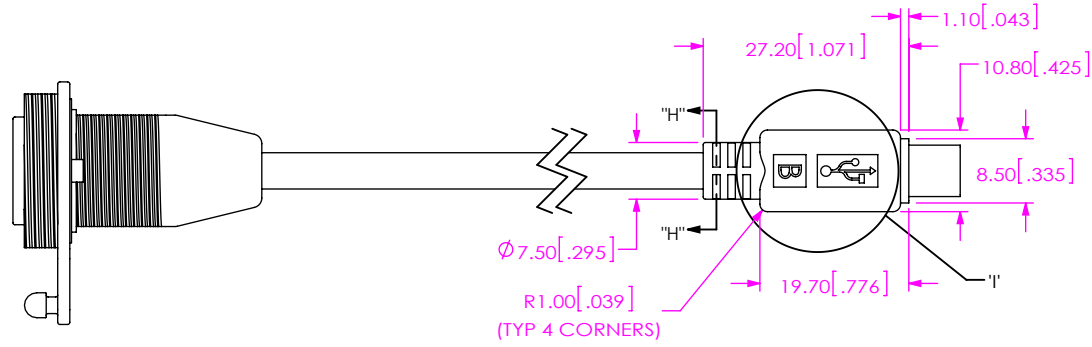 1.10[.043]
27.20[1.071]
10.80[.425]
"H"
B
8.50[.335]
"H"
Ø7.50[.295]
19.70[.776]
"I"
R1.00[.039]
(TYP 4 CORNERS)